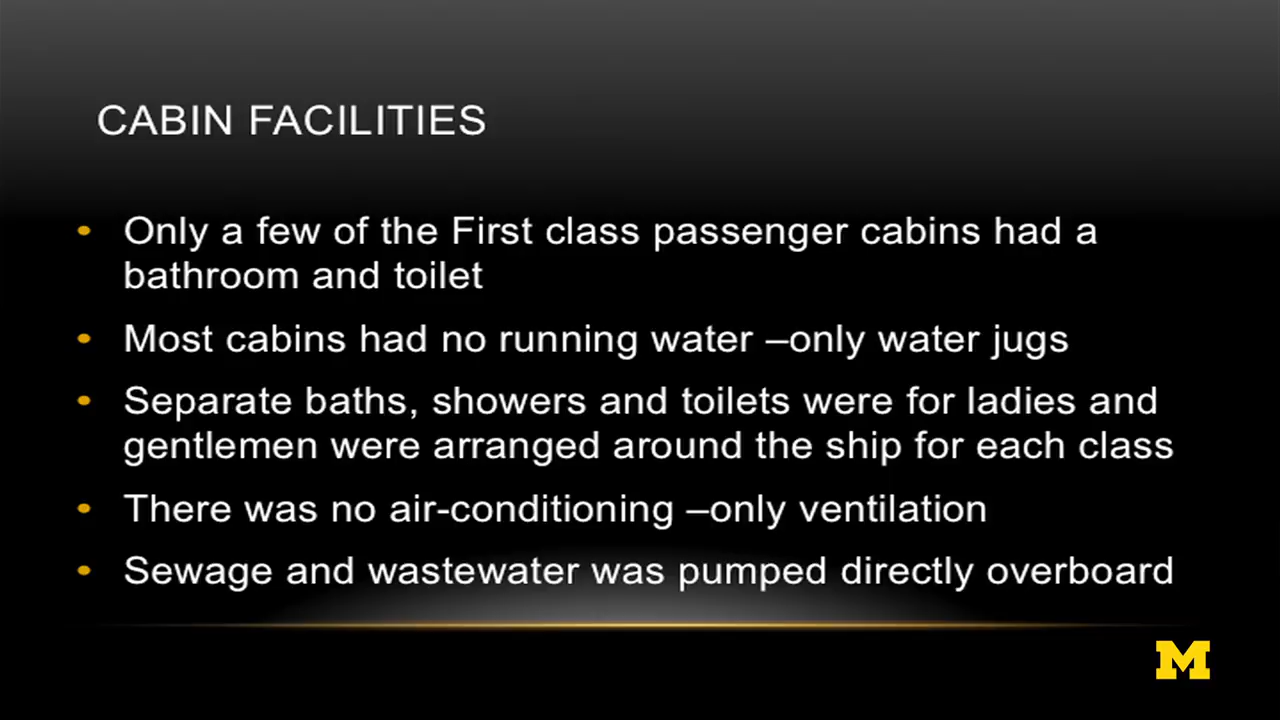 CABIN FACILITIES
• Only a few of the First class passenger cabins had a
bathroom and toilet
• Most cabins had no running water –only water jugs
• Separate baths, showers and toilets were for ladies and
gentlemen were arranged around the ship for each class
• There was no air-conditioning –only ventilation
• Sewage and wastewater was pumped directly overboard
M